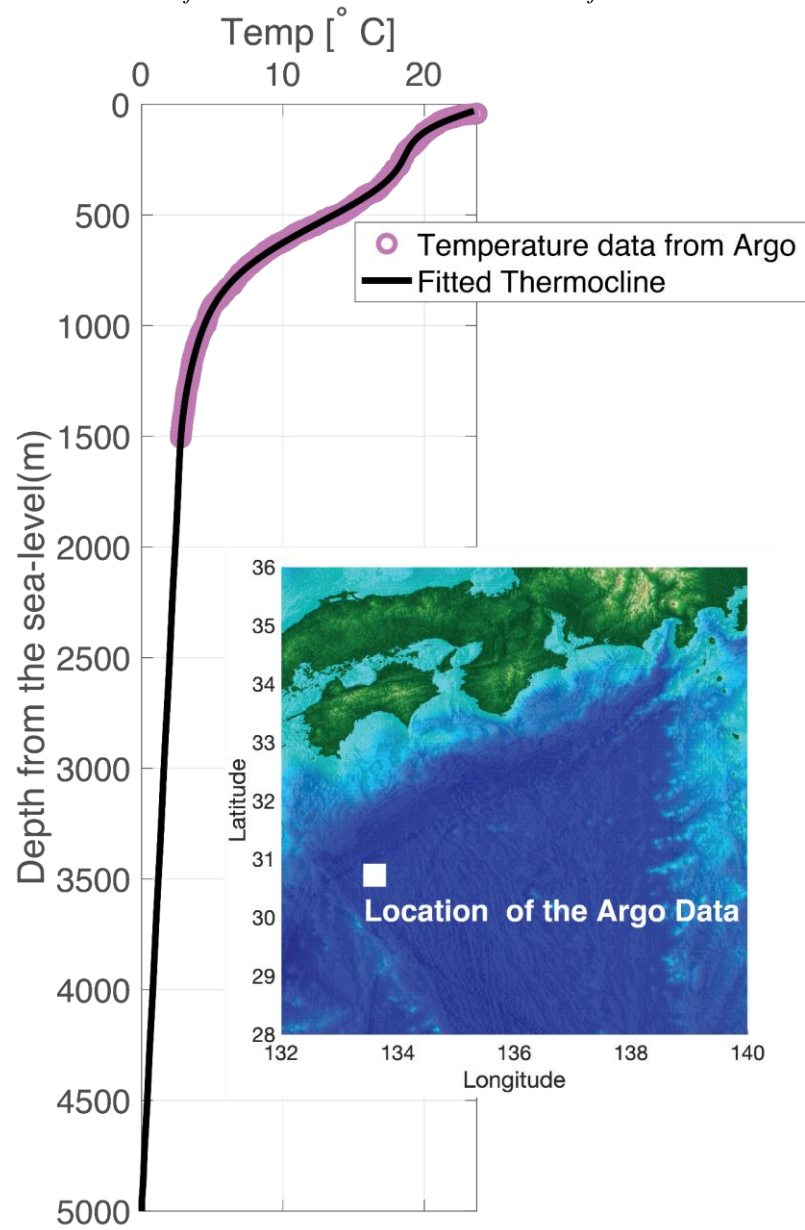 Temp [° C]
0 10 20
0
500
Temperature data from Argo
Fitted Thermocline
1000
1500
2000
2500
3000
3500
4000
4500
5000
Depth from the sea-level(m)
36
35
34
33
32
31
30
29
28
Latitude
Location of the Argo Data
132 134 136 138 140
Longitude